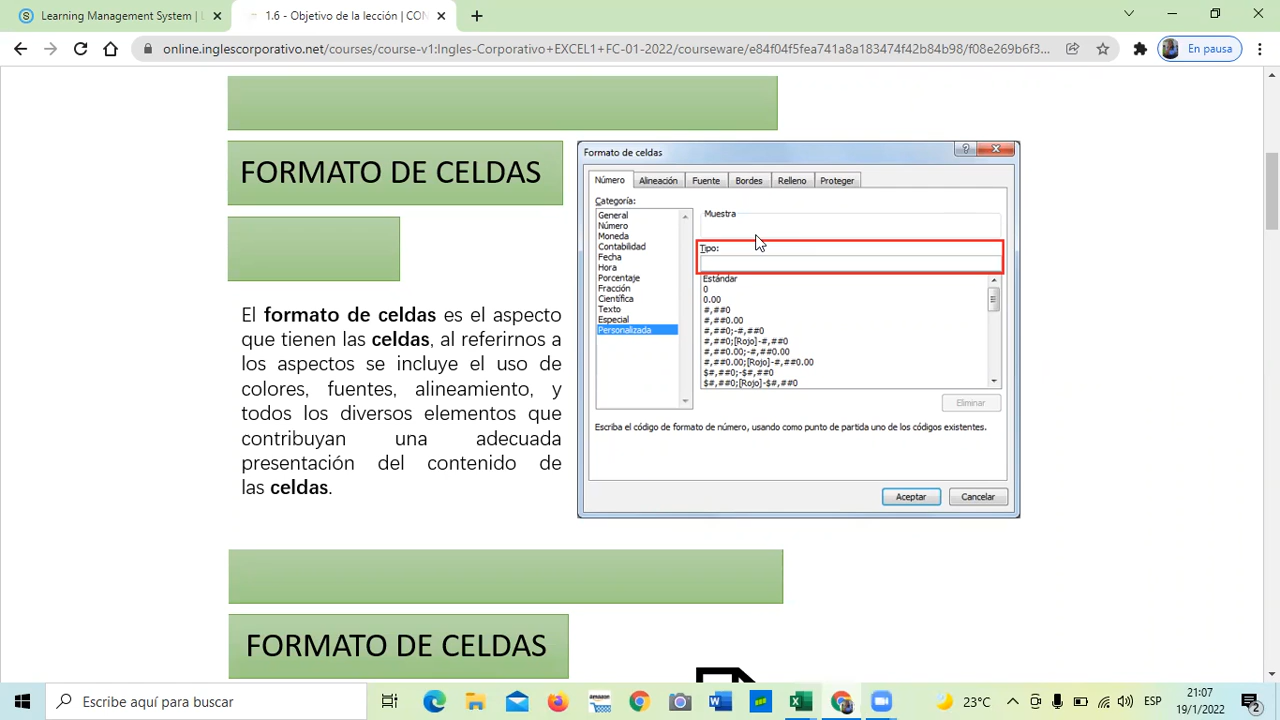 Learning Management System | L
1.6 - Objetivo de la lección | CON
online.inglescorporativo.net/courses/course-v1:Ingles-Corporativo+EXCEL1+FC-01-2022/courseware/e84f04f5fea741a8a183474f42b84b98/f08e269b6f3...
En pausa
FORMATO DE CELDAS
El formato de celdas es el aspecto
que tienen las celdas, al referirnos a
los aspectos se incluye el uso de
colores, fuentes, alineamiento, y
todos los diversos elementos que
contribuyan una adecuada
presentación del contenido de
las celdas.
Formato de celdas
Número Alineación Fuente Bordes Relleno Proteger
Categoría:
General
Número
Moneda
Contabilidad
Fecha
Hora
Porcentaje
Fracción
Científica
Texto
Especial
Personalizada
Muestra
Tipo:
Estándar
0
0.00
#,##0
#,##0.00
#,##0;-#,##0
#,##0;[Rojo]-#,##0
#,##0.00;-#,##0.00
#,##0.00;[Rojo]-#,##0.00
$#,##0;-$#,##0
$#,##0;[Rojo]-$#,##0
Eliminar
Escriba el código de formato de número, usando como punto de partida uno de los códigos existentes.
Aceptar Cancelar
FORMATO DE CELDAS
Escribe aquí para buscar
amazon
23°C
ESP
21:07
19/1/2022
2